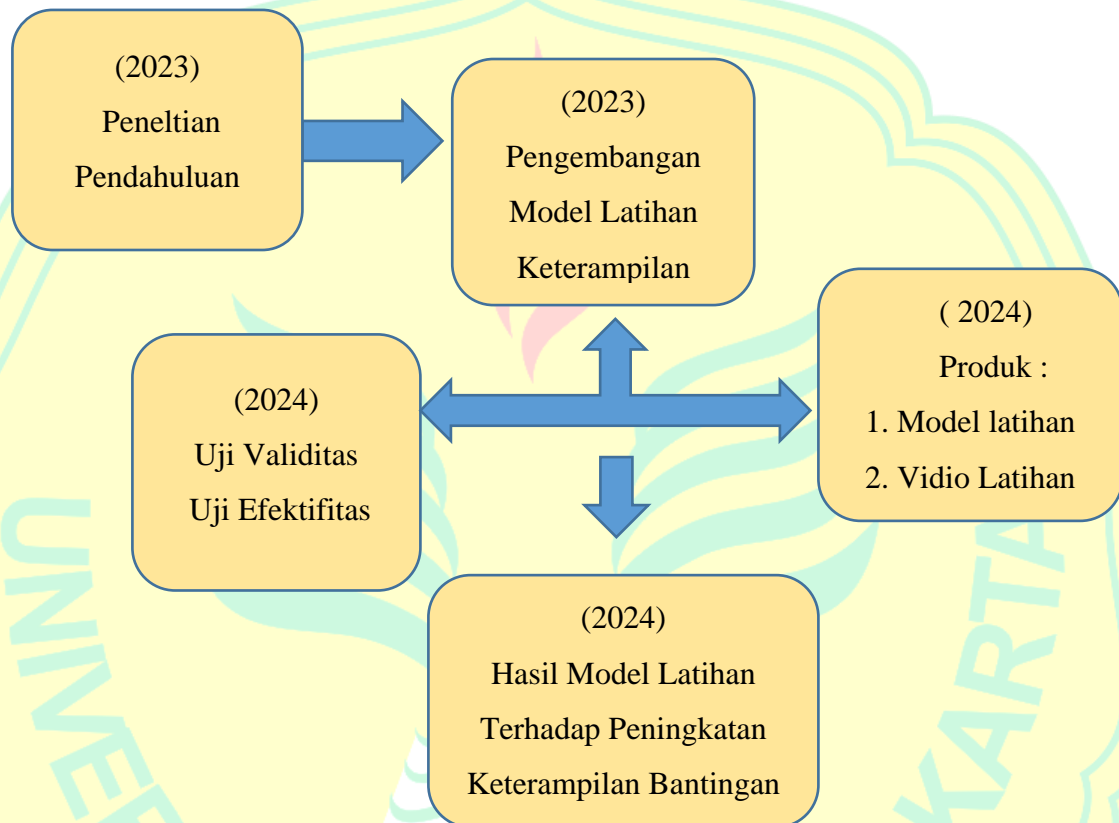 (2023)
Peneltian
Pendahuluan
(2023)
Pengembangan
Model Latihan
Keterampilan
(2024)
Uji Validitas
Uji Efektifitas
( 2024)
Produk :
1. Model latihan
2. Vidio Latihan
(2024)
Hasil Model Latihan
Terhadap Peningkatan
Keterampilan Bantingan